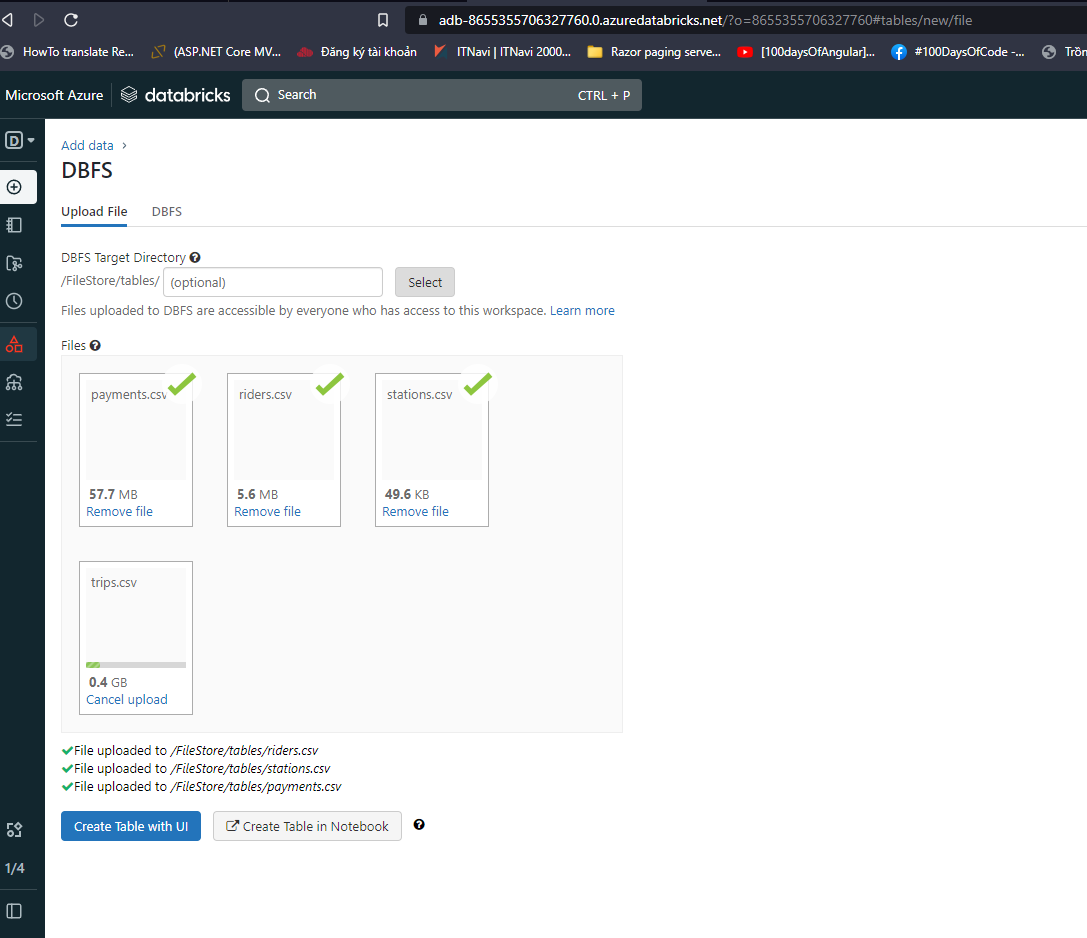 adb-8655355706327760.0.azuredatabricks.net/?o=8655355706327760#tables/new/file
HowTo translate Re... (ASP.NET Core MV... Đăng ký tài khoản ITNavi | ITNavi 2000... Razor paging serve... [100daysOfAngular]... #100DaysOfCode -... Trốn
Microsoft Azure databricks Search CTRL + P
D
Add data ›
DBFS
Upload File DBFS
DBFS Target Directory ?
/FileStore/tables/ (optional) Select
Files uploaded to DBFS are accessible by everyone who has access to this workspace. Learn more
Files ?
payments.csv riders.csv stations.csv
57.7 MB 5.6 MB 49.6 KB
Remove file Remove file Remove file
trips.csv
0.4 GB
Cancel upload
File uploaded to /FileStore/tables/riders.csv
File uploaded to /FileStore/tables/stations.csv
File uploaded to /FileStore/tables/payments.csv
Create Table with UI Create Table in Notebook ?
1/4